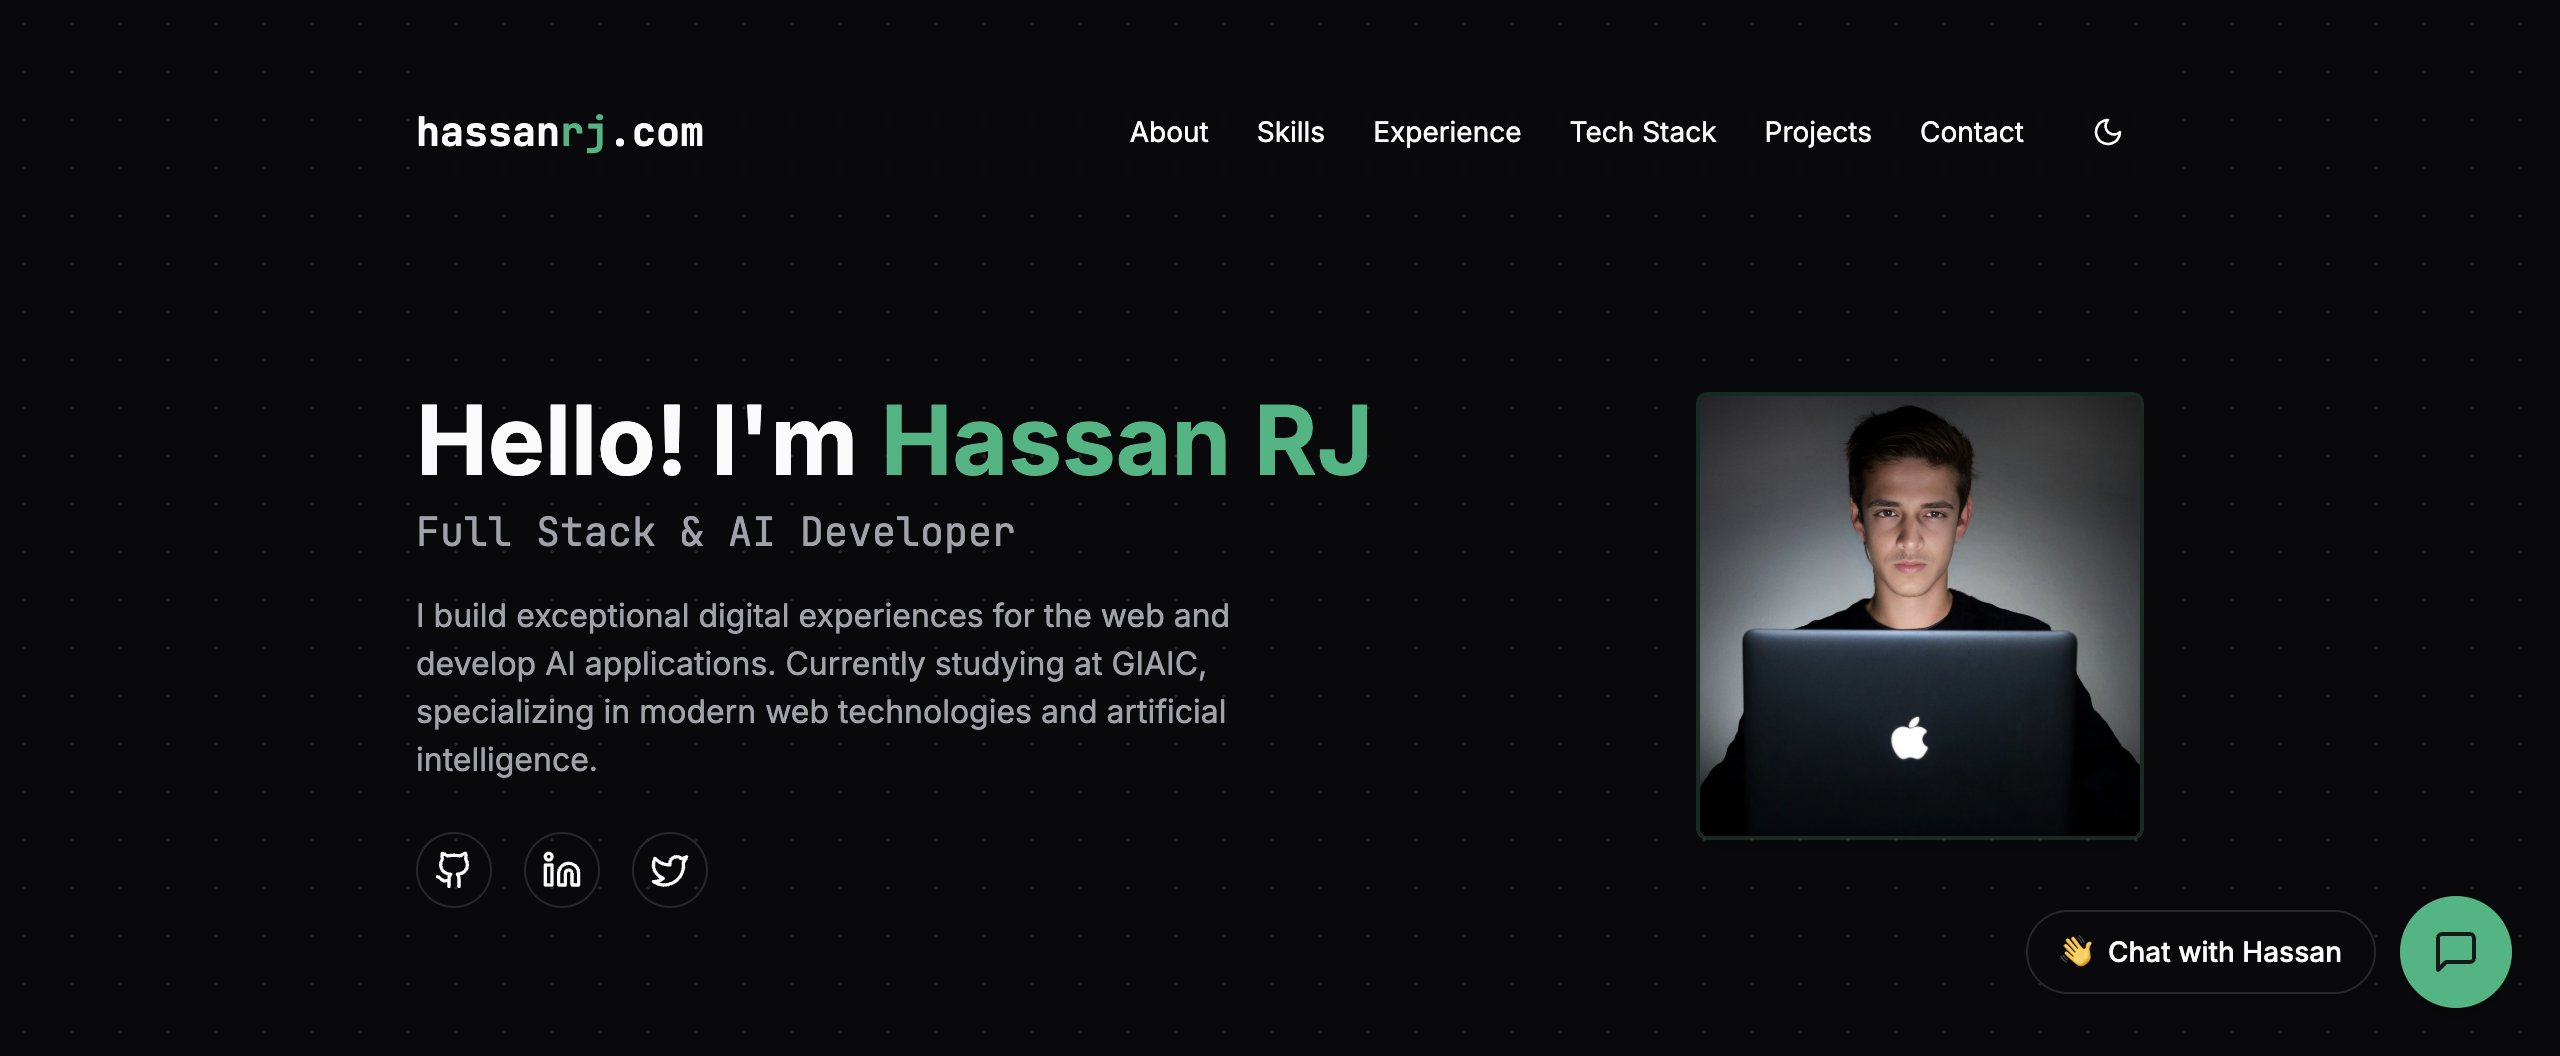 hassanrj.com
About Skills Experience Tech Stack Projects Contact
Hello! I'm Hassan RJ
Full Stack & AI Developer
I build exceptional digital experiences for the web and
develop AI applications. Currently studying at GIAIC,
specializing in modern web technologies and artificial
intelligence.
👋 Chat with Hassan